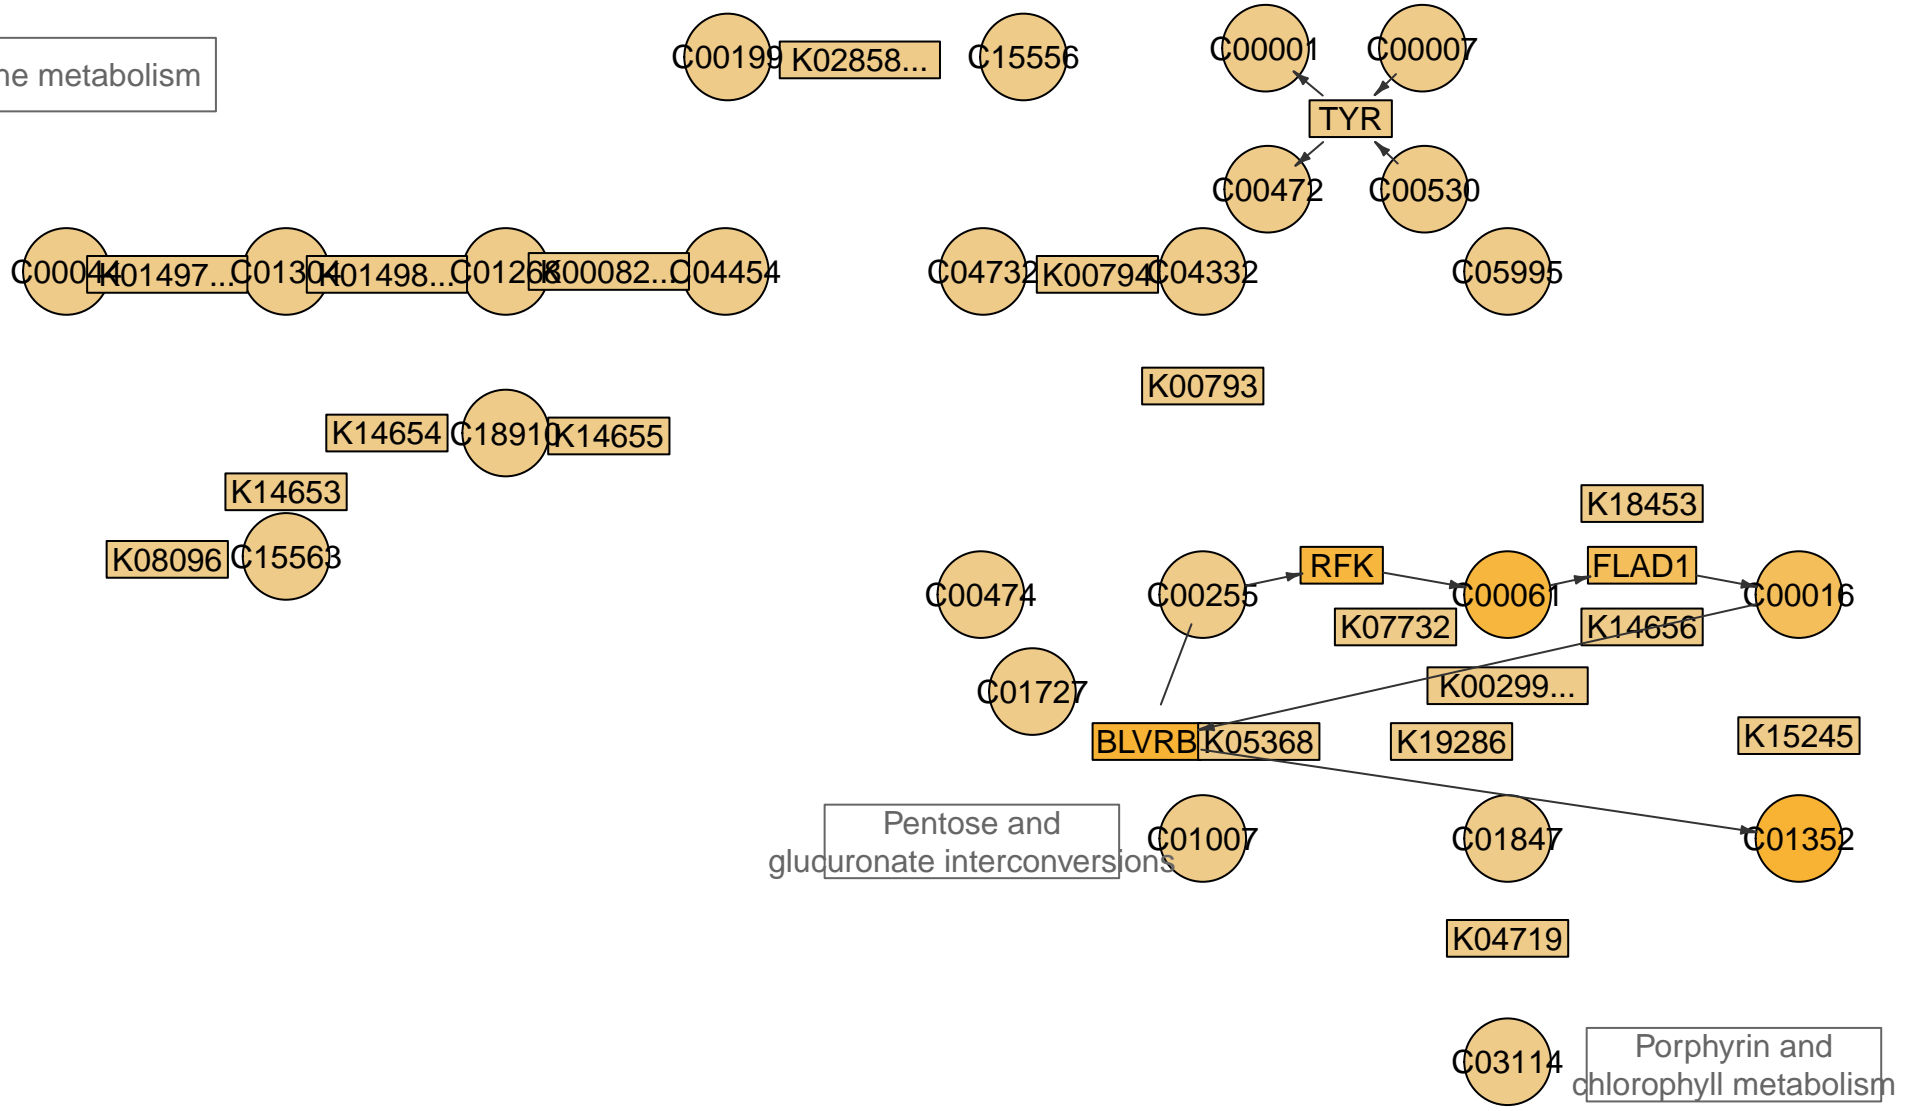 C00199
K02858...
C15556
C00001
C00007
ne metabolism
TYR
C00472
C00530
C00044
K01497...
C01304
K01498...
C01268
K00082...
C04454
C04732
K00794
C04332
C05995
K00793
K14654
C18910
K14655
K14653
K08096
C15563
K18453
C00474
C00255
RFK
C00061
FLAD1
C00016
K07732
K14656
C01727
K00299...
BLVRB
K05368
K19286
K15245
Pentose and
glucuronate interconversions
C01007
C01847
C01352
K04719
C03114
Porphyrin and
chlorophyll metabolism